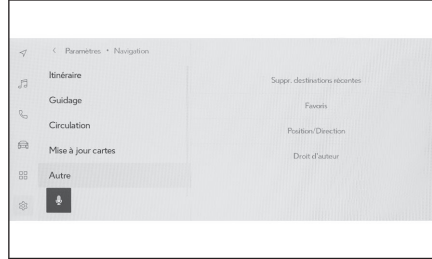 < Paramètres • Navigation
Itinéraire
Guidage
Circulation
Mise à jour cartes
Autre
Suppr. destinations récentes
Favoris
Position/Direction
Droit d'auteur